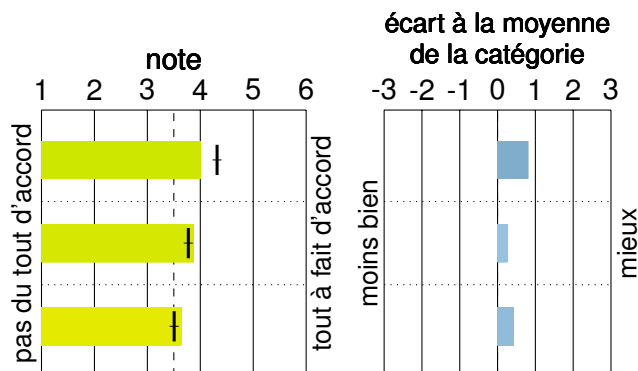 note
1 2 3 4 5 6
pas du tout d'accord
tout à fait d'accord
écart à la moyenne
de la catégorie
-3 -2 -1 0 1 2 3
moins bien
mieux